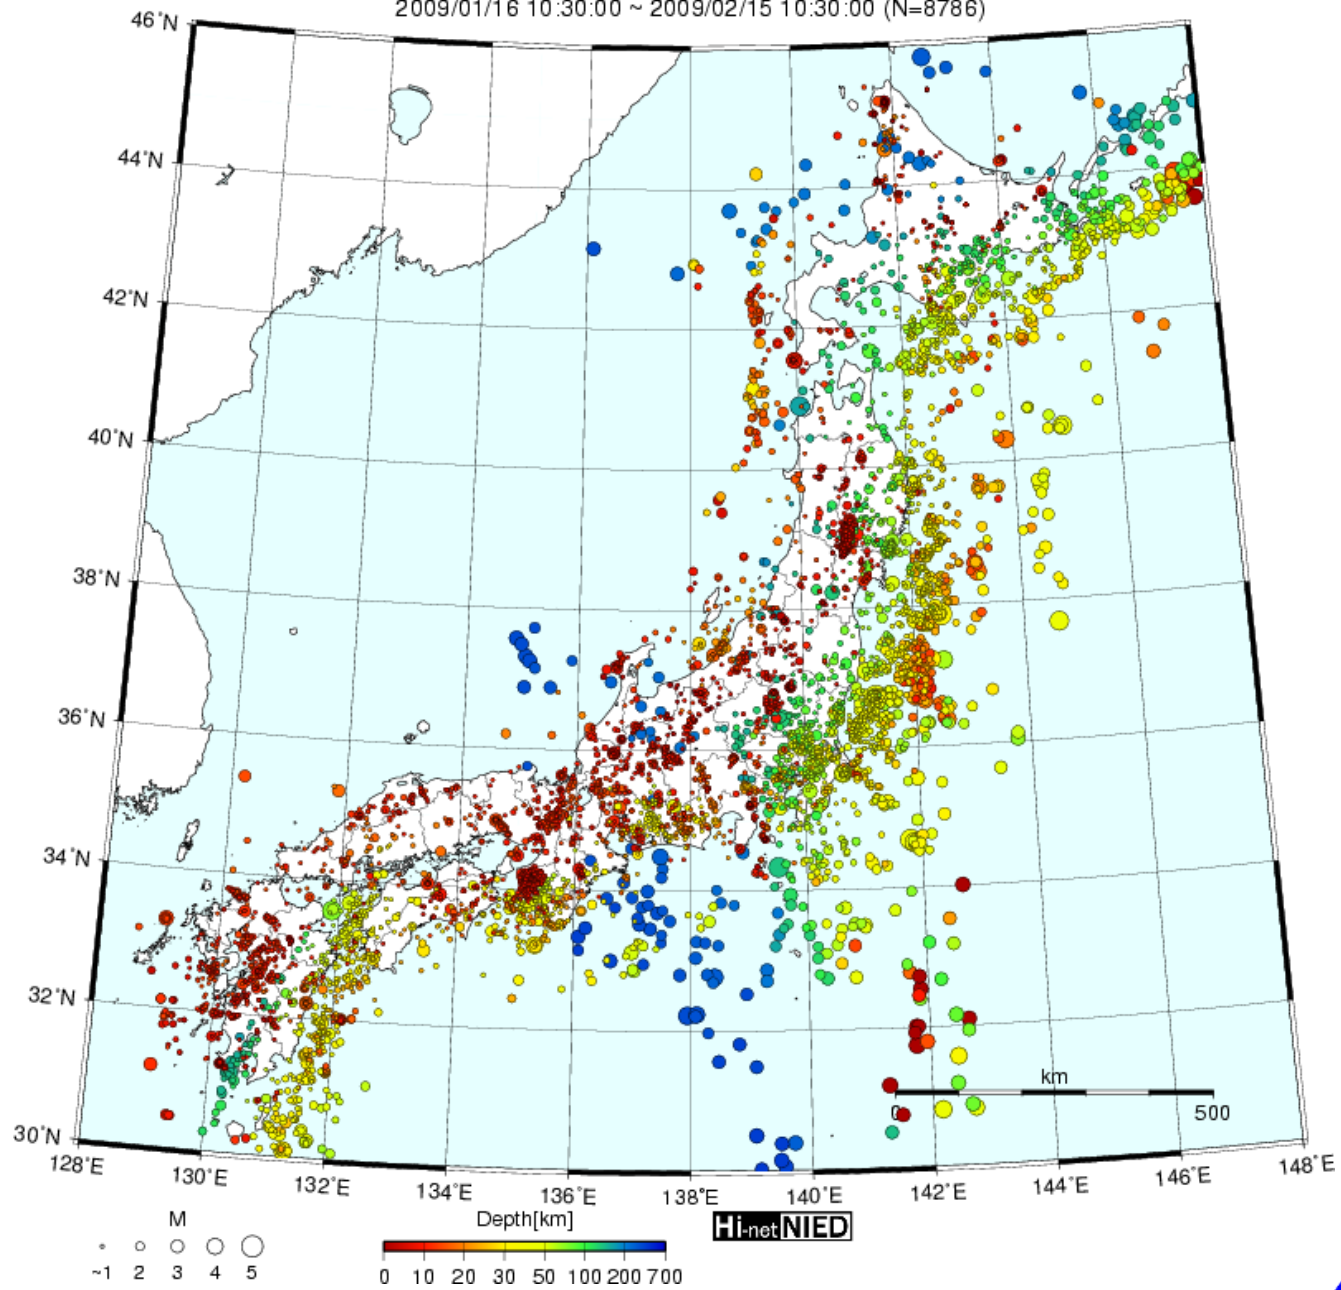 2009/01/16 10:30:00 ~ 2009/02/15 10:30:00 (N=8786)
46°N
44°N
42°N
40°N
38°N
36°N
34°N
32°N
30°N
km
0 500
128°E 130°E 132°E 134°E 136°E 138°E 140°E 142°E 144°E 146°E 148°E
M
~1 2 3 4 5
Depth[km]
0 10 20 30 50 100 200 700
Hi-net NIED